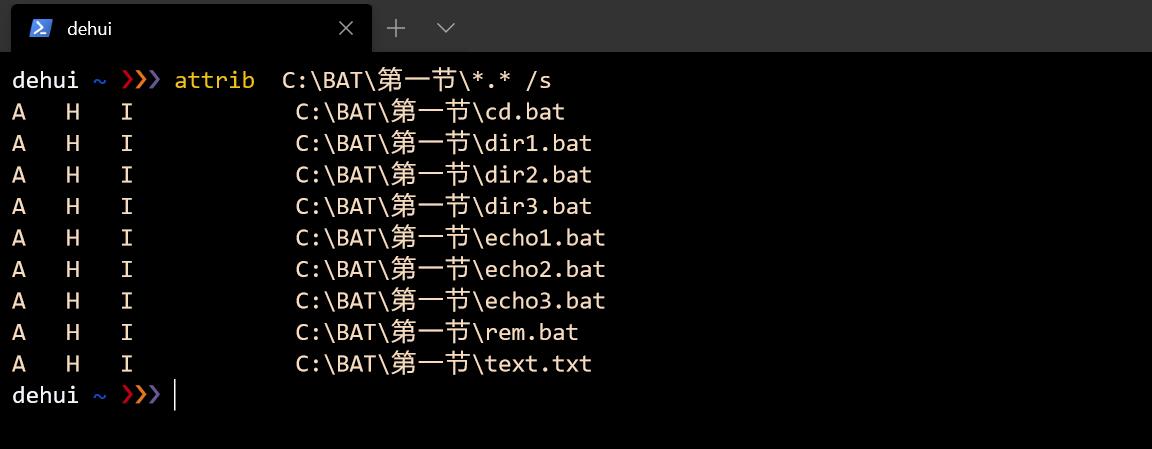 dehui
dehui ~ ❯❯❯ attrib  C:\BAT\第一节\*.* /s
A   H   I            C:\BAT\第一节\cd.bat
A   H   I            C:\BAT\第一节\dir1.bat
A   H   I            C:\BAT\第一节\dir2.bat
A   H   I            C:\BAT\第一节\dir3.bat
A   H   I            C:\BAT\第一节\echo1.bat
A   H   I            C:\BAT\第一节\echo2.bat
A   H   I            C:\BAT\第一节\echo3.bat
A   H   I            C:\BAT\第一节\rem.bat
A   H   I            C:\BAT\第一节\text.txt
dehui ~ ❯❯❯